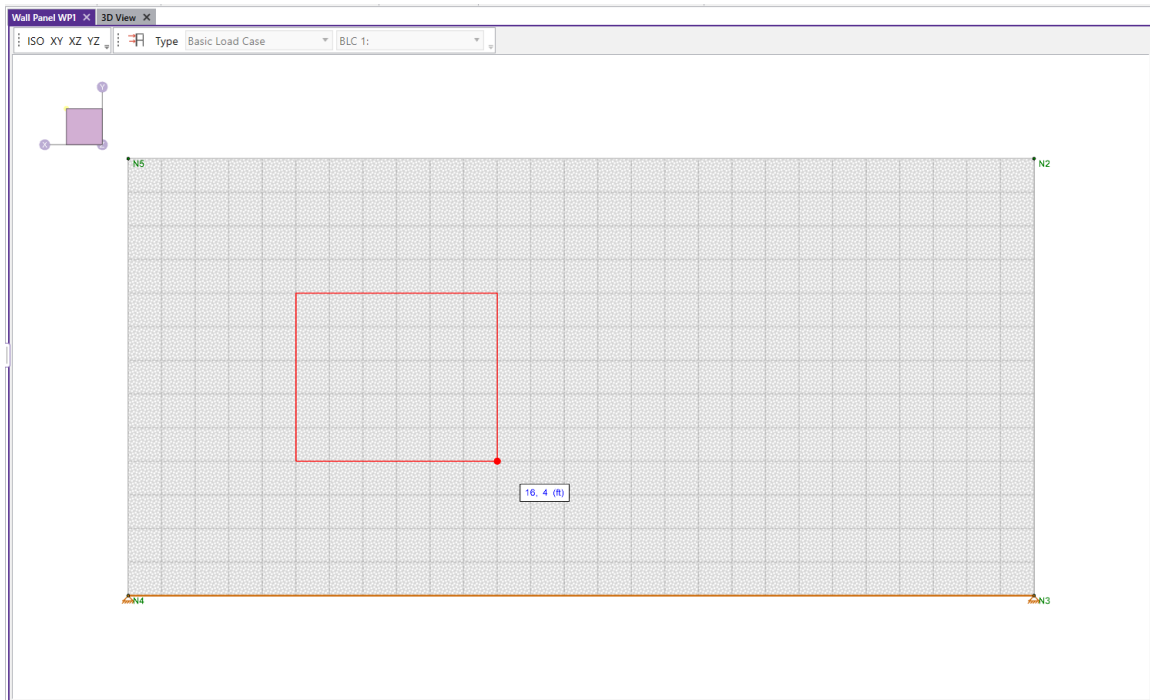 Wall Panel WP1 3D View
ISO XY XZ YZ Type Basic Load Case BLC 1:
Y
X
N5 N2
16, 4 (ft)
N4 N3